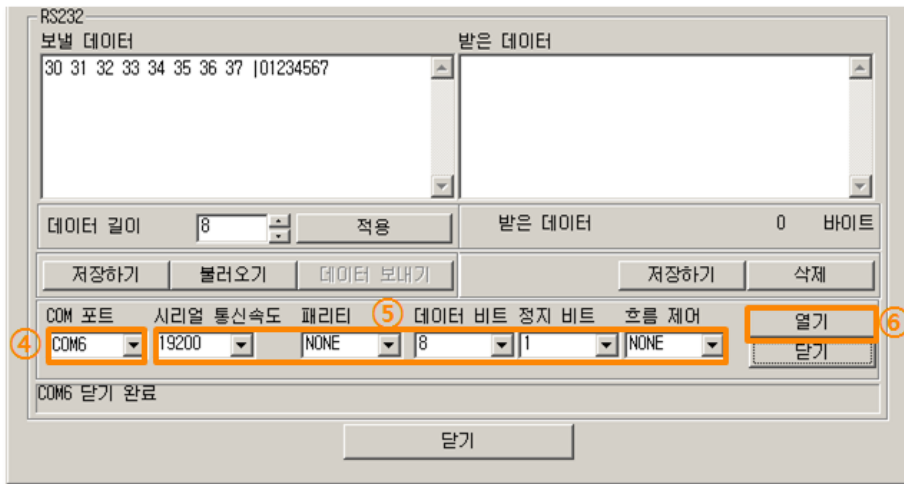 RS232
보낼 데이터 받은 데이터
30 31 32 33 34 35 36 37 |01234567
데이터 길이 8 적용 받은 데이터 0 바이트
저장하기 불러오기 데이터 보내기 저장하기 삭제
COM 포트 시리얼 통신속도 패리티 ⑤ 데이터 비트 정지 비트 흐름 제어 열기 ⑥
④ COM6 19200 NONE 8 1 NONE 닫기
COM6 닫기 완료
닫기